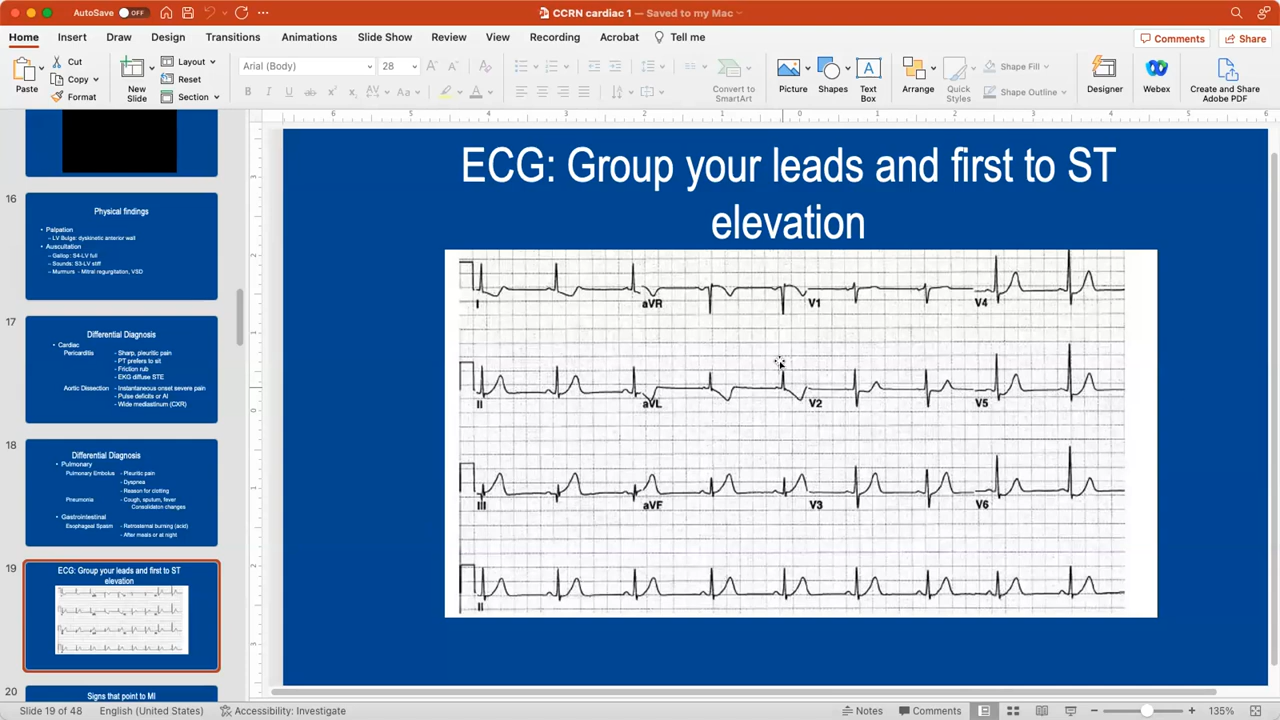 AutoSave OFF
CCRN cardiac 1 — Saved to my Mac
Home Insert Draw Design Transitions Animations Slide Show Review View Recording Acrobat Tell me
Comments Share
Paste
Cut
Copy
Format
New
Slide
Layout
Reset
Section
Arial (Body) 28
Convert to
SmartArt
Picture
Shapes
Text
Box
Arrange
Quick
Styles
Shape Fill
Shape Outline
Designer
Webex
Create and Share
Adobe PDF
16
Physical findings
• Palpation
– LV Bulge: dyskinetic anterior wall
• Auscultation
– Gallop: S4-LV full
– Sounds: S3-LV stiff
– Murmurs - Mitral regurgitation, VSD
17
Differential Diagnosis
• Cardiac
Pericarditis - Sharp, pleuritic pain
- PT prefers to sit
- Friction rub
- EKG diffuse STE
Aortic Dissection - Instantaneous onset severe pain
- Pulse deficits or AI
- Wide mediastinum (CXR)
18
Differential Diagnosis
• Pulmonary
Pulmonary Embolus - Pleuritic pain
- Dyspnea
- Reason for clotting
Pneumonia - Cough, sputum, fever
Consolidaton changes
• Gastrointestinal
Esophageal Spasm - Retrosternal burning (acid)
- After meals or at night
19
ECG: Group your leads and first to ST
elevation
20
Signs that point to MI
ECG: Group your leads and first to ST
elevation
I aVR V1 V4
II aVL V2 V5
III aVF V3 V6
II
Slide 19 of 48 English (United States) Accessibility: Investigate
Notes Comments 135%